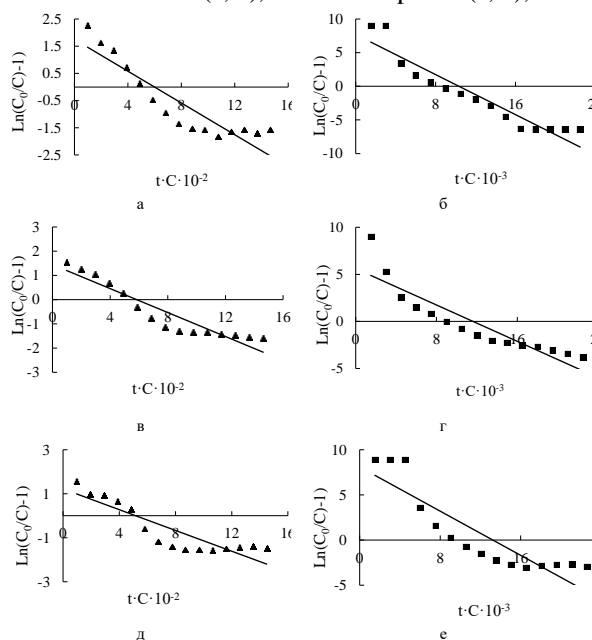 2.5
1.5
0.5
-0.5
-1.5
-2.5
Ln(C₀/C)-1)
0 4 8 12 16
t·C·10⁻²
а
10
5
0
-5
-10
Ln(C₀/C)-1)
0 8 16
t·C·10⁻³
б
3
2
1
0
-1
-2
-3
Ln(C₀/C)-1)
0 4 8 12 16
t·C·10⁻²
в
10
5
0
-5
Ln(C₀/C)-1)
0 8 16
t·C·10⁻³
г
3
1
-1
-3
Ln(C₀/C)-1)
0 4 8 12 16
t·C·10⁻²
д
10
5
0
-5
Ln(C₀/C)-1)
0 8 16
t·C·10⁻³
е